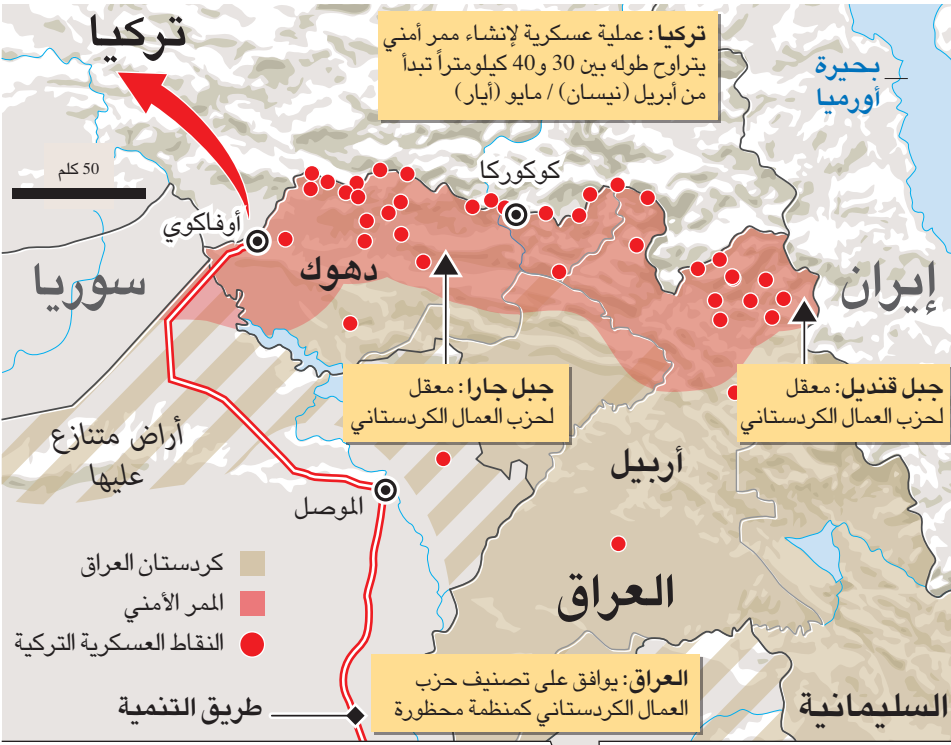 تركيا
تركيا: عملية عسكرية لإنشاء ممر أمني
يتراوح طوله بين 30 و40 كيلومتراً تبدأ
من أبريل (نيسان) / مايو (أيار)
بحيرة
أورميا
50 كلم
كوكوركا
أوفاكوي
دهوك
سوريا
إيران
جبل جارا: معقل
لحزب العمال الكردستاني
جبل قنديل: معقل
لحزب العمال الكردستاني
أراض متنازع
عليها
أربيل
الموصل
كردستان العراق
الممر الأمني
النقاط العسكرية التركية
العراق
العراق: يوافق على تصنيف حزب
العمال الكردستاني كمنظمة محظورة
طريق التنمية
السليمانية